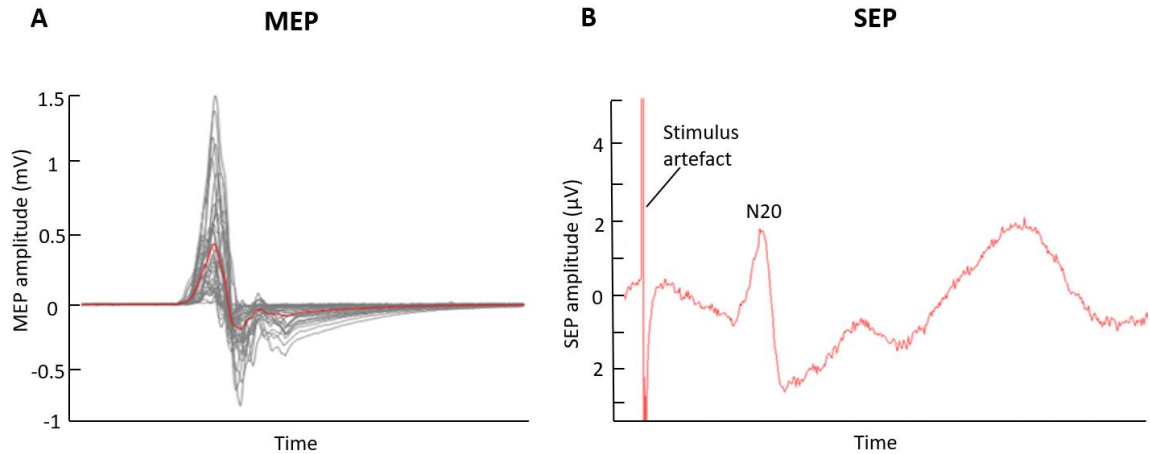 A
MEP
MEP amplitude (mV)
1.5
1
0.5
0
-0.5
-1
Time
B
SEP
SEP amplitude (µV)
4
2
0
2
Stimulus
artefact
N20
Time